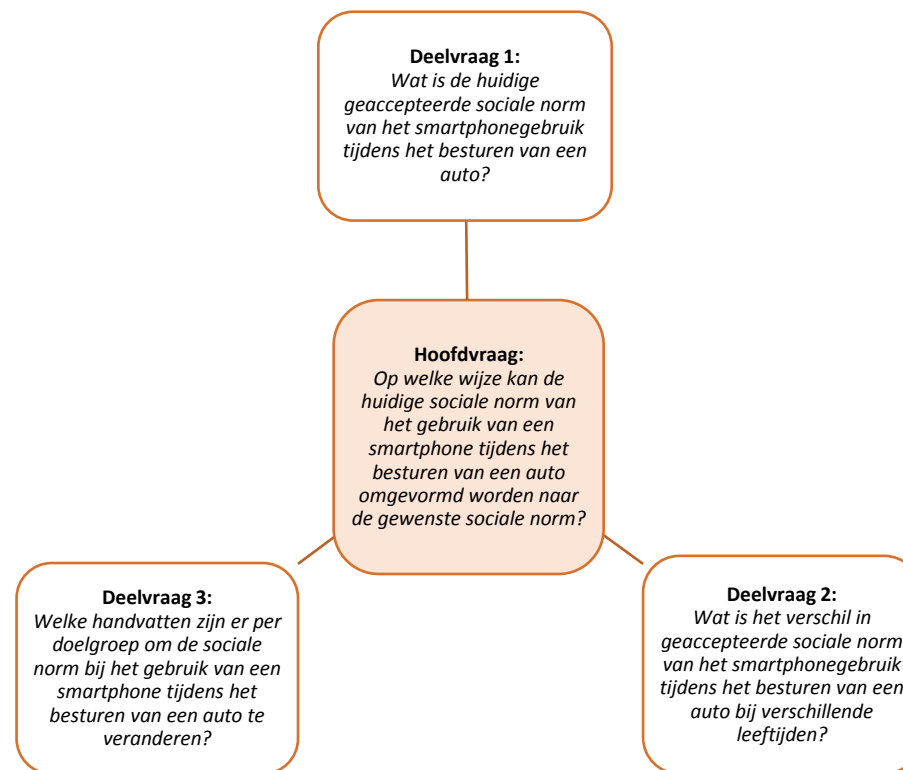 Deelvraag 1:
Wat is de huidige
geaccepteerde sociale norm
van het smartphonegebruik
tijdens het besturen van een
auto?
Hoofdvraag:
Op welke wijze kan de
huidige sociale norm van
het gebruik van een
smartphone tijdens het
besturen van een auto
omgevormd worden naar
de gewenste sociale norm?
Deelvraag 3:
Welke handvatten zijn er per
doelgroep om de sociale
norm bij het gebruik van een
smartphone tijdens het
besturen van een auto te
veranderen?
Deelvraag 2:
Wat is het verschil in
geaccepteerde sociale norm
van het smartphonegebruik
tijdens het besturen van een
auto bij verschillende
leeftijden?